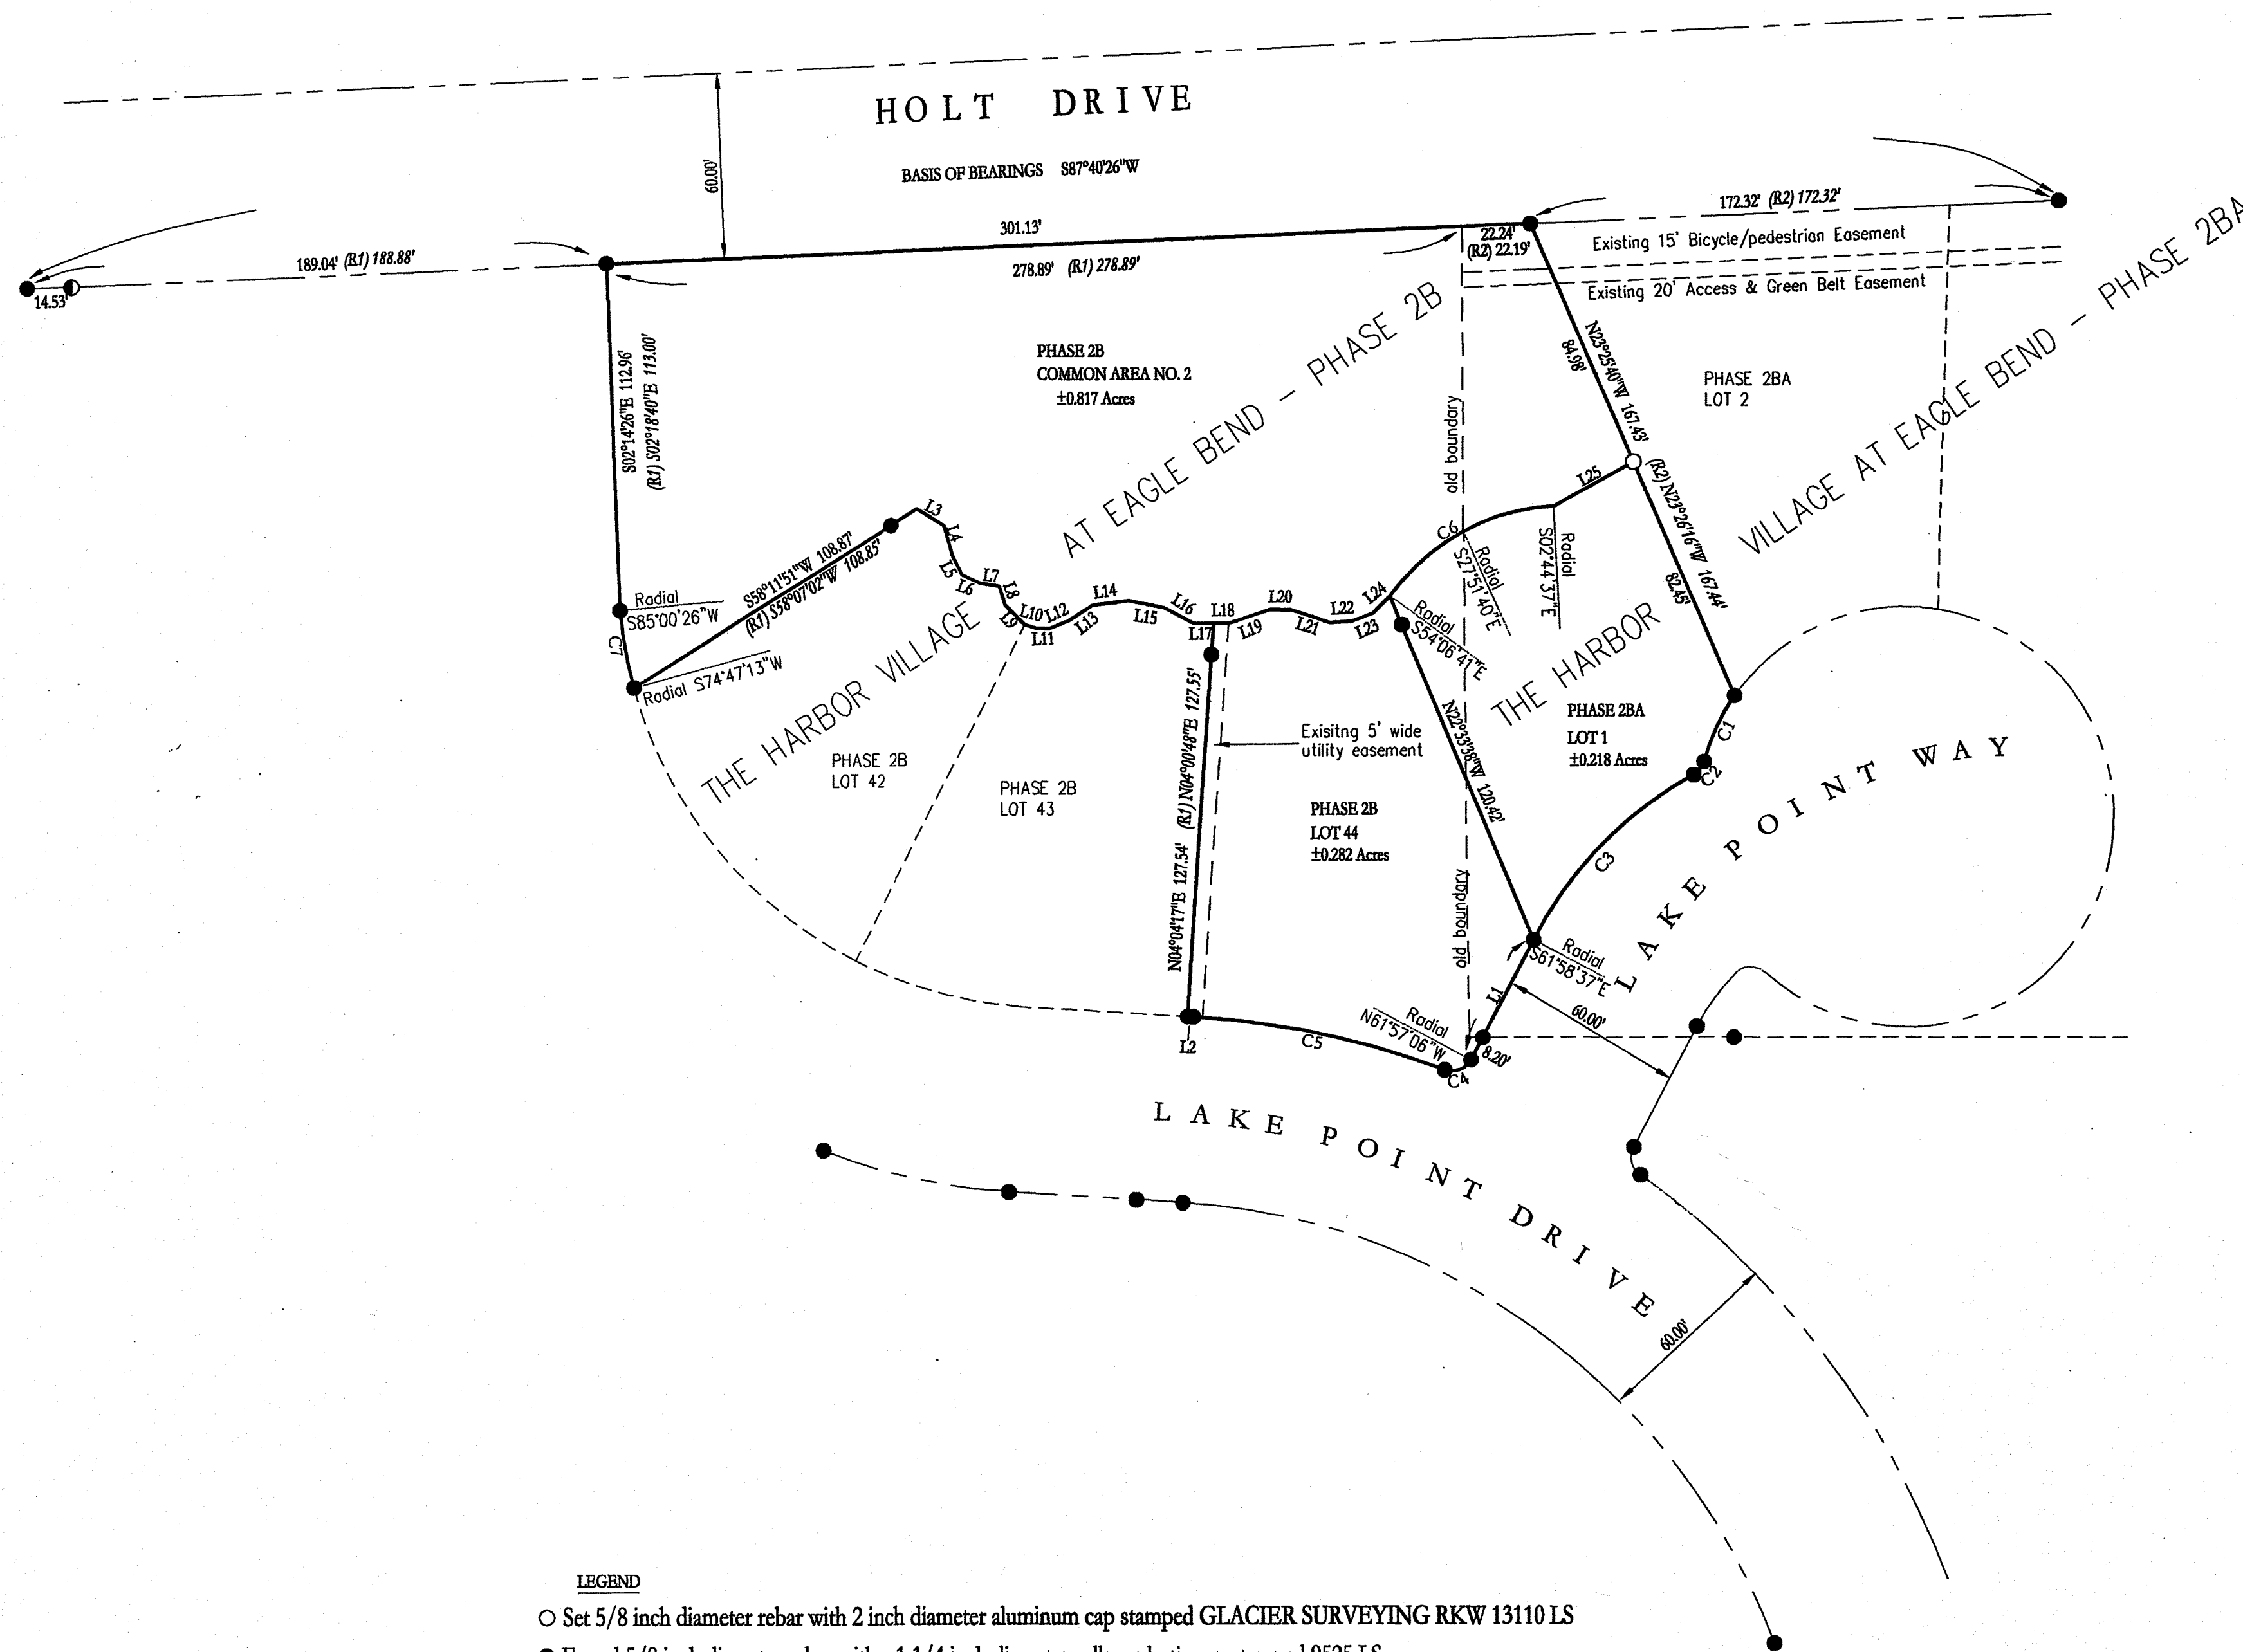 HOLT DRIVE
BASIS OF BEARINGS S87°40'26"W
60.00'
301.13'
278.89' (R1) 278.89'
189.04' (R1) 188.88'
14.53'
172.32' (R2) 172.32'
22.24'
(R2) 22.19'
Existing 15' Bicycle/pedestrian Easement
Existing 20' Access & Green Belt Easement
S02°14'26"E 112.96'
(R1) S02°18'40"E 113.00'
PHASE 2B
COMMON AREA NO. 2
±0.817 Acres
THE HARBOR VILLAGE
AT EAGLE BEND - PHASE 2B
old boundary
N23°25'40"W 167.43'
84.98'
PHASE 2BA
LOT 2
THE HARBOR
VILLAGE AT EAGLE BEND - PHASE 2BA
(R2) N23°26'16"W 167.44'
82.45'
L25
C6
Radial
S02°44'37"E
Radial
S27°51'40"E
Radial
S54°06'41"E
S58°11'51"W 108.87'
(R1) S58°07'02"W 108.85'
Radial
S85°00'26"W
C7
Radial S74°47'13"W
L3
L4
L5
L6
L7
L8
L9
L10
L11
L12
L13
L14
L15
L16
L17
L18
L19
L20
L21
L22
L23
L24
PHASE 2B
LOT 42
PHASE 2B
LOT 43
N04°04'17"E 127.54' (R1) N04°00'48"E 127.55'
Exisitng 5' wide
utility easement
PHASE 2B
LOT 44
±0.282 Acres
N22°33'38"W 120.42'
PHASE 2BA
LOT 1
±0.218 Acres
C1
C2
C3
LAKE POINT WAY
old boundary
Radial
S61°58'37"E
L1
60.00'
Radial
N61°57'06"W
8.20'
C4
C5
L2
LAKE POINT DRIVE
60.00'
LEGEND
Set 5/8 inch diameter rebar with 2 inch diameter aluminum cap stamped GLACIER SURVEYING RKW 13110 LS